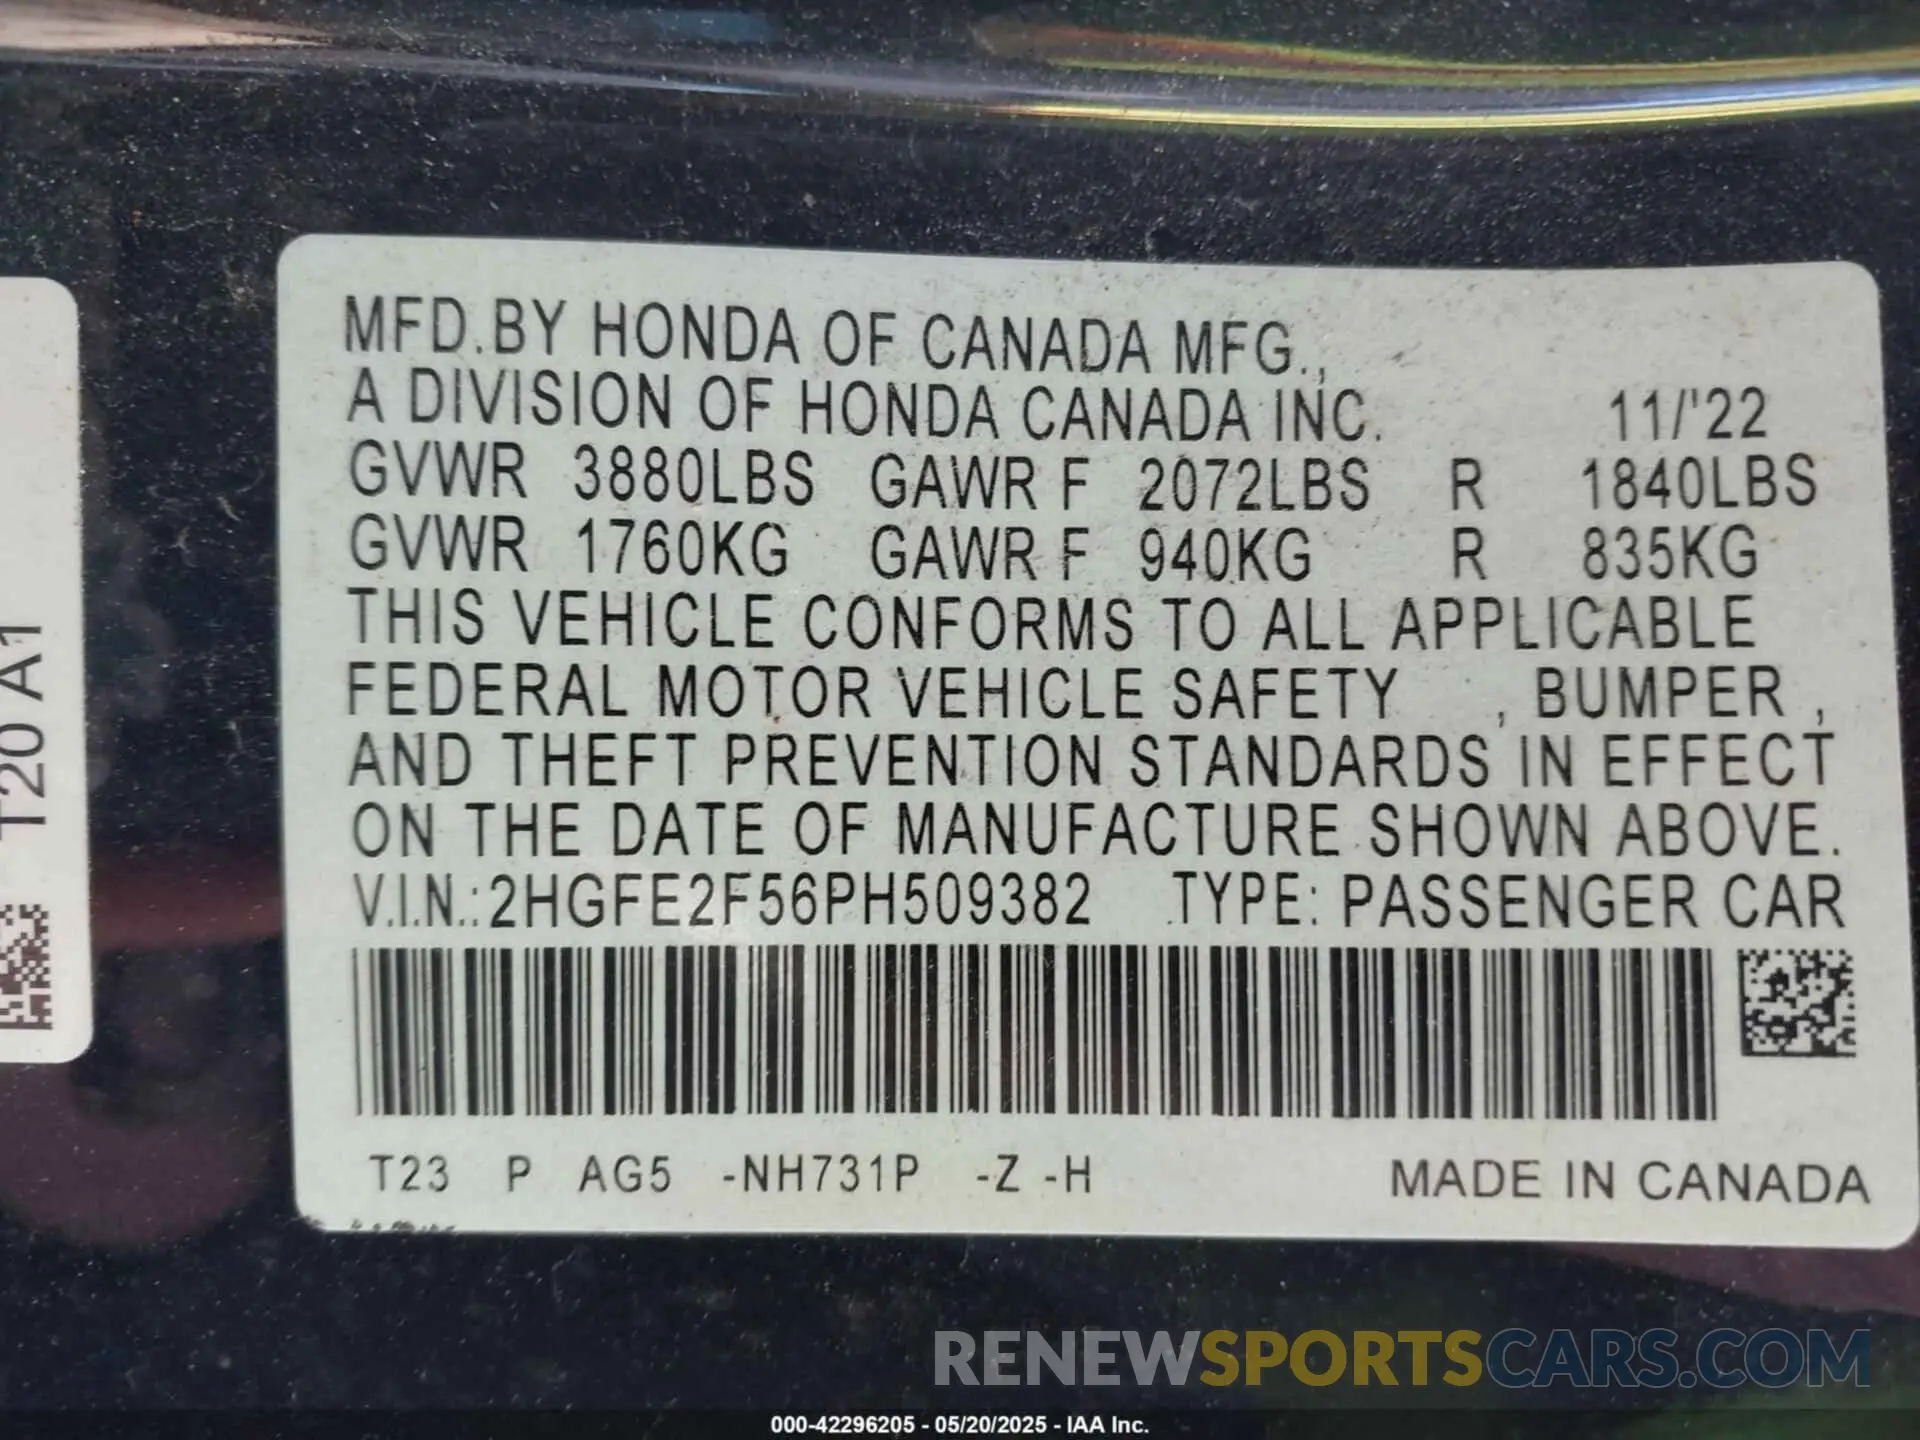 MFD.BY HONDA OF CANADA MFG.,
A DIVISION OF HONDA CANADA INC. 11/'22
GVWR 3880LBS GAWR F 2072LBS R 1840LBS
GVWR 1760KG GAWR F 940KG R 835KG
THIS VEHICLE CONFORMS TO ALL APPLICABLE
FEDERAL MOTOR VEHICLE SAFETY , BUMPER ,
AND THEFT PREVENTION STANDARDS IN EFFECT
ON THE DATE OF MANUFACTURE SHOWN ABOVE.
V.I.N.:2HGFE2F56PH509382 TYPE: PASSENGER CAR
T23 P AG5 -NH731P -Z -H MADE IN CANADA
T20 A1
RENEWSPORTSCARS.COM
000-42296205 - 05/20/2025 - IAA Inc.